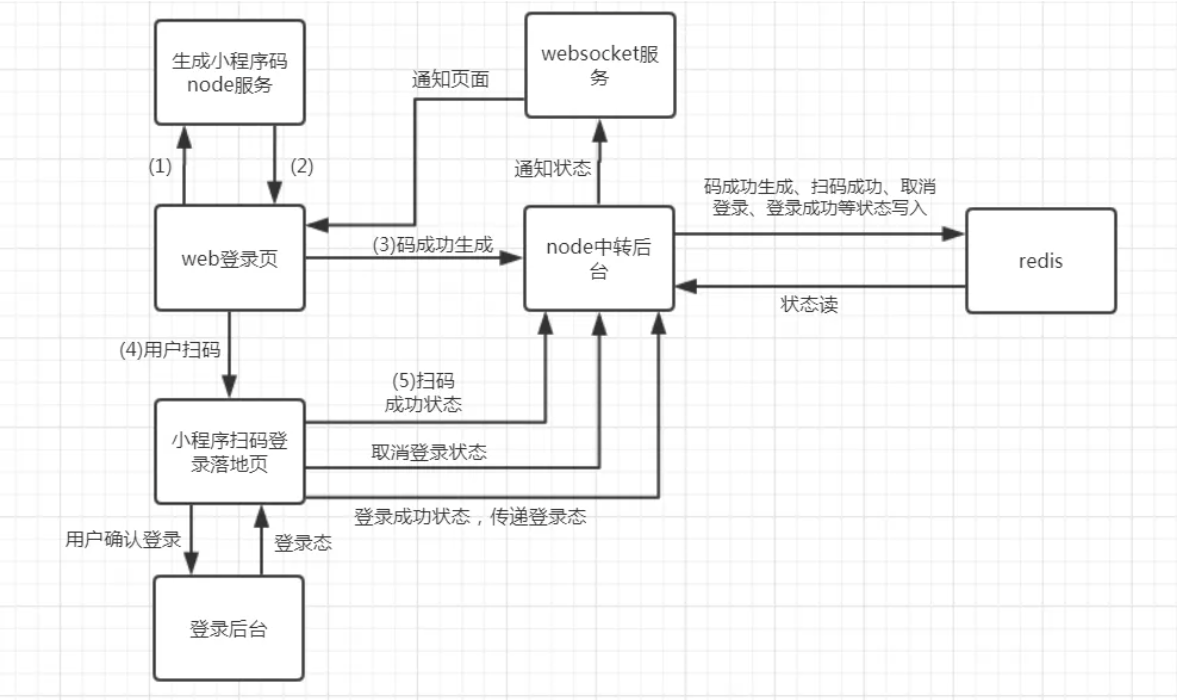 生成小程序码
node服务
websocket服
务
通知页面
(1)
(2)
通知状态
码成功生成、扫码成功、取消
登录、登录成功等状态写入
web登录页
(3)码成功生成
node中转后
台
redis
状态读
(4)用户扫码
(5)扫码
成功状态
小程序扫码登
录落地页
取消登录状态
登录成功状态，传递登录态
用户确认登录
登录态
登录后台